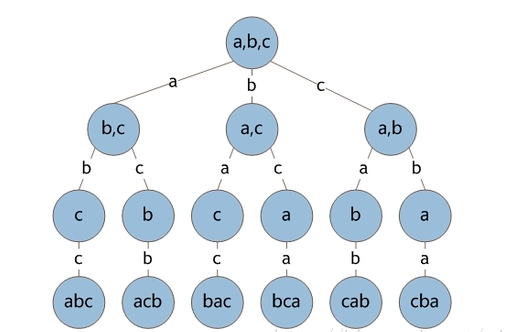 a,b,c
a b c
b,c a,c a,b
b c a c a b
c b c a b a
c b c a b a
abc acb bac bca cab cba